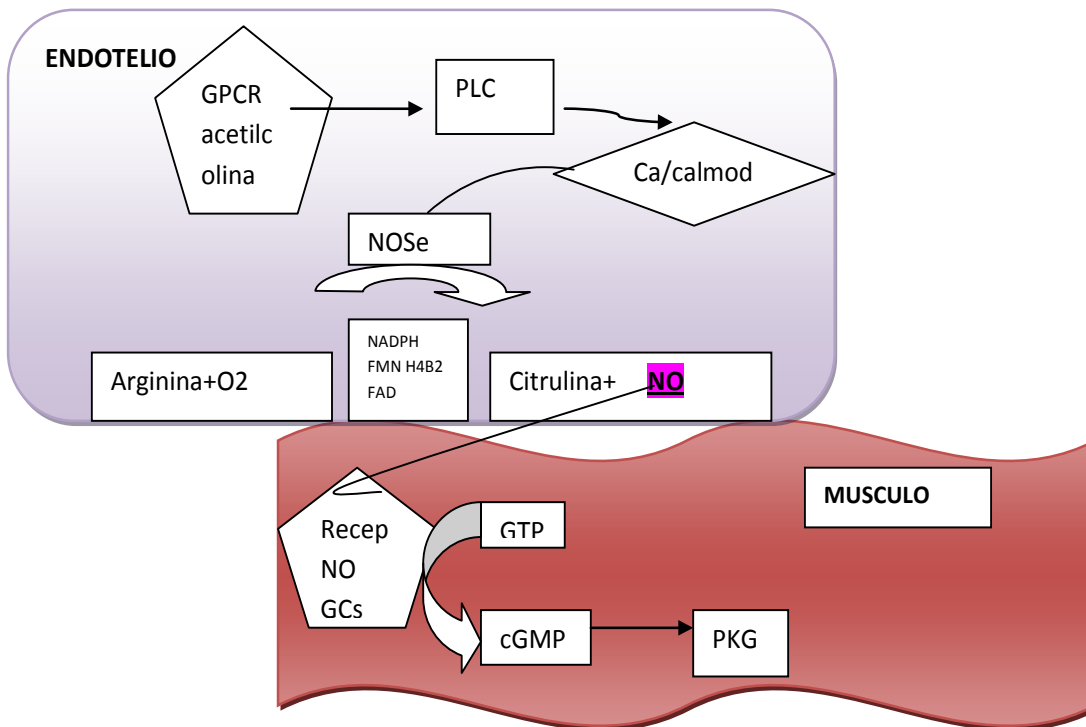 ENDOTELIO
GPCR
acetilc
olina
PLC
Ca/calmod
NOSe
NADPH
FMN H4B2
FAD
Arginina+O2
Citrulina+ NO
MUSCULO
Recep
NO
GCs
GTP
cGMP
PKG